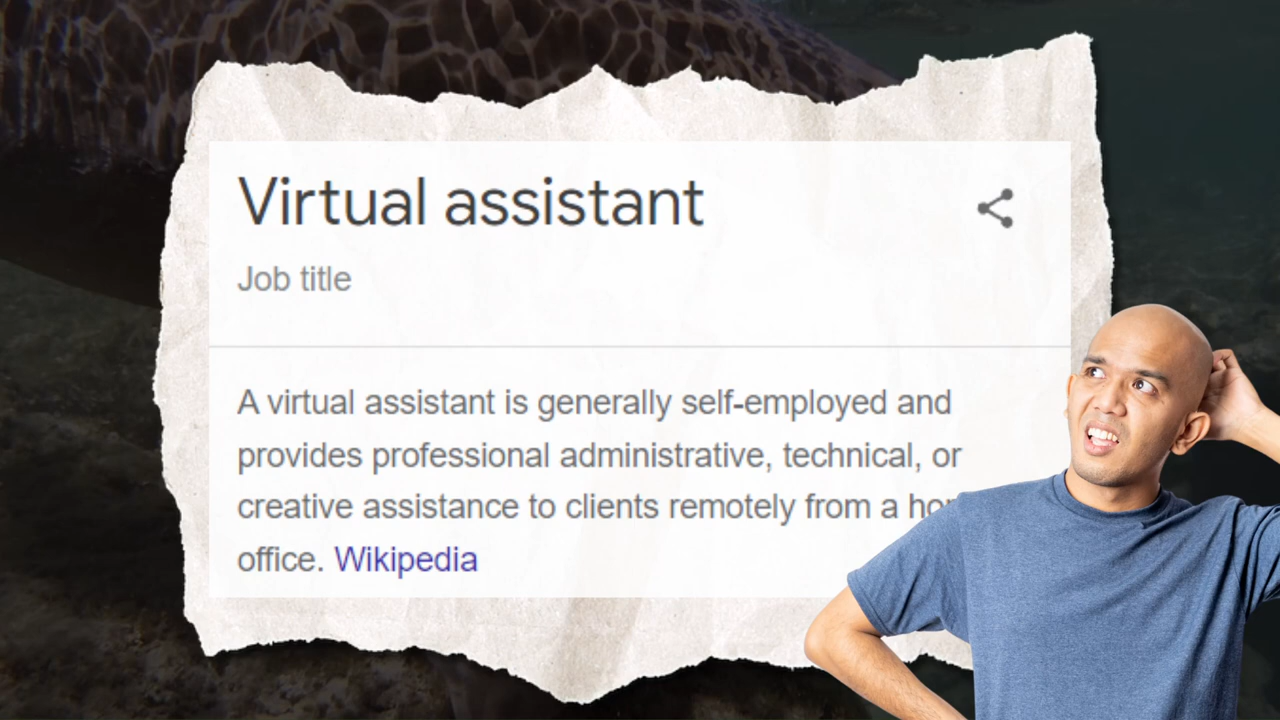 Virtual assistant
Job title
A virtual assistant is generally self-employed and
provides professional administrative, technical, or
creative assistance to clients remotely from a
office. Wikipedia